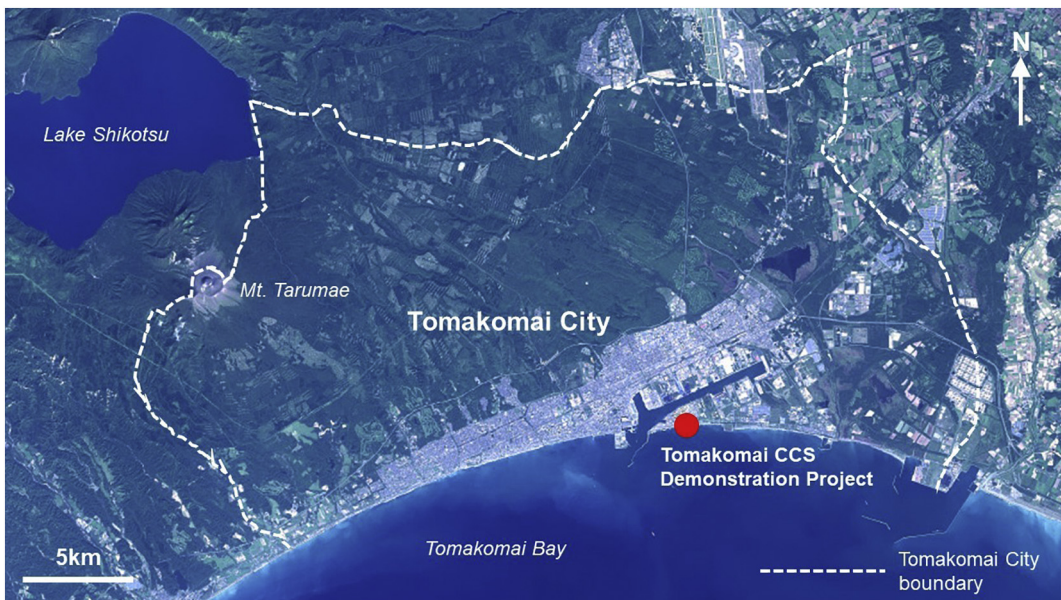 N
Lake Shikotsu
Mt. Tarumae
Tomakomai City
Tomakomai CCS
Demonstration Project
Tomakomai Bay
5km
Tomakomai City
boundary